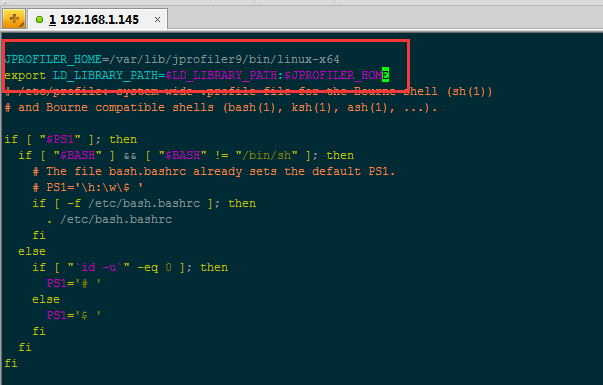 1 192.168.1.145 ×
JPROFILER_HOME=/var/lib/jprofiler9/bin/linux-x64
export LD_LIBRARY_PATH=$LD_LIBRARY_PATH:$JPROFILER_HOME
# /etc/profile: system-wide .profile file for the Bourne shell (sh(1))
# and Bourne compatible shells (bash(1), ksh(1), ash(1), ...).
if [ "$PS1" ]; then
  if [ "$BASH" ] && [ "$BASH" != "/bin/sh" ]; then
    # The file bash.bashrc already sets the default PS1.
    # PS1='\h:\w\$ '
    if [ -f /etc/bash.bashrc ]; then
      . /etc/bash.bashrc
    fi
  else
    if [ "`id -u`" -eq 0 ]; then
      PS1='# '
    else
      PS1='$ '
    fi
  fi
fi